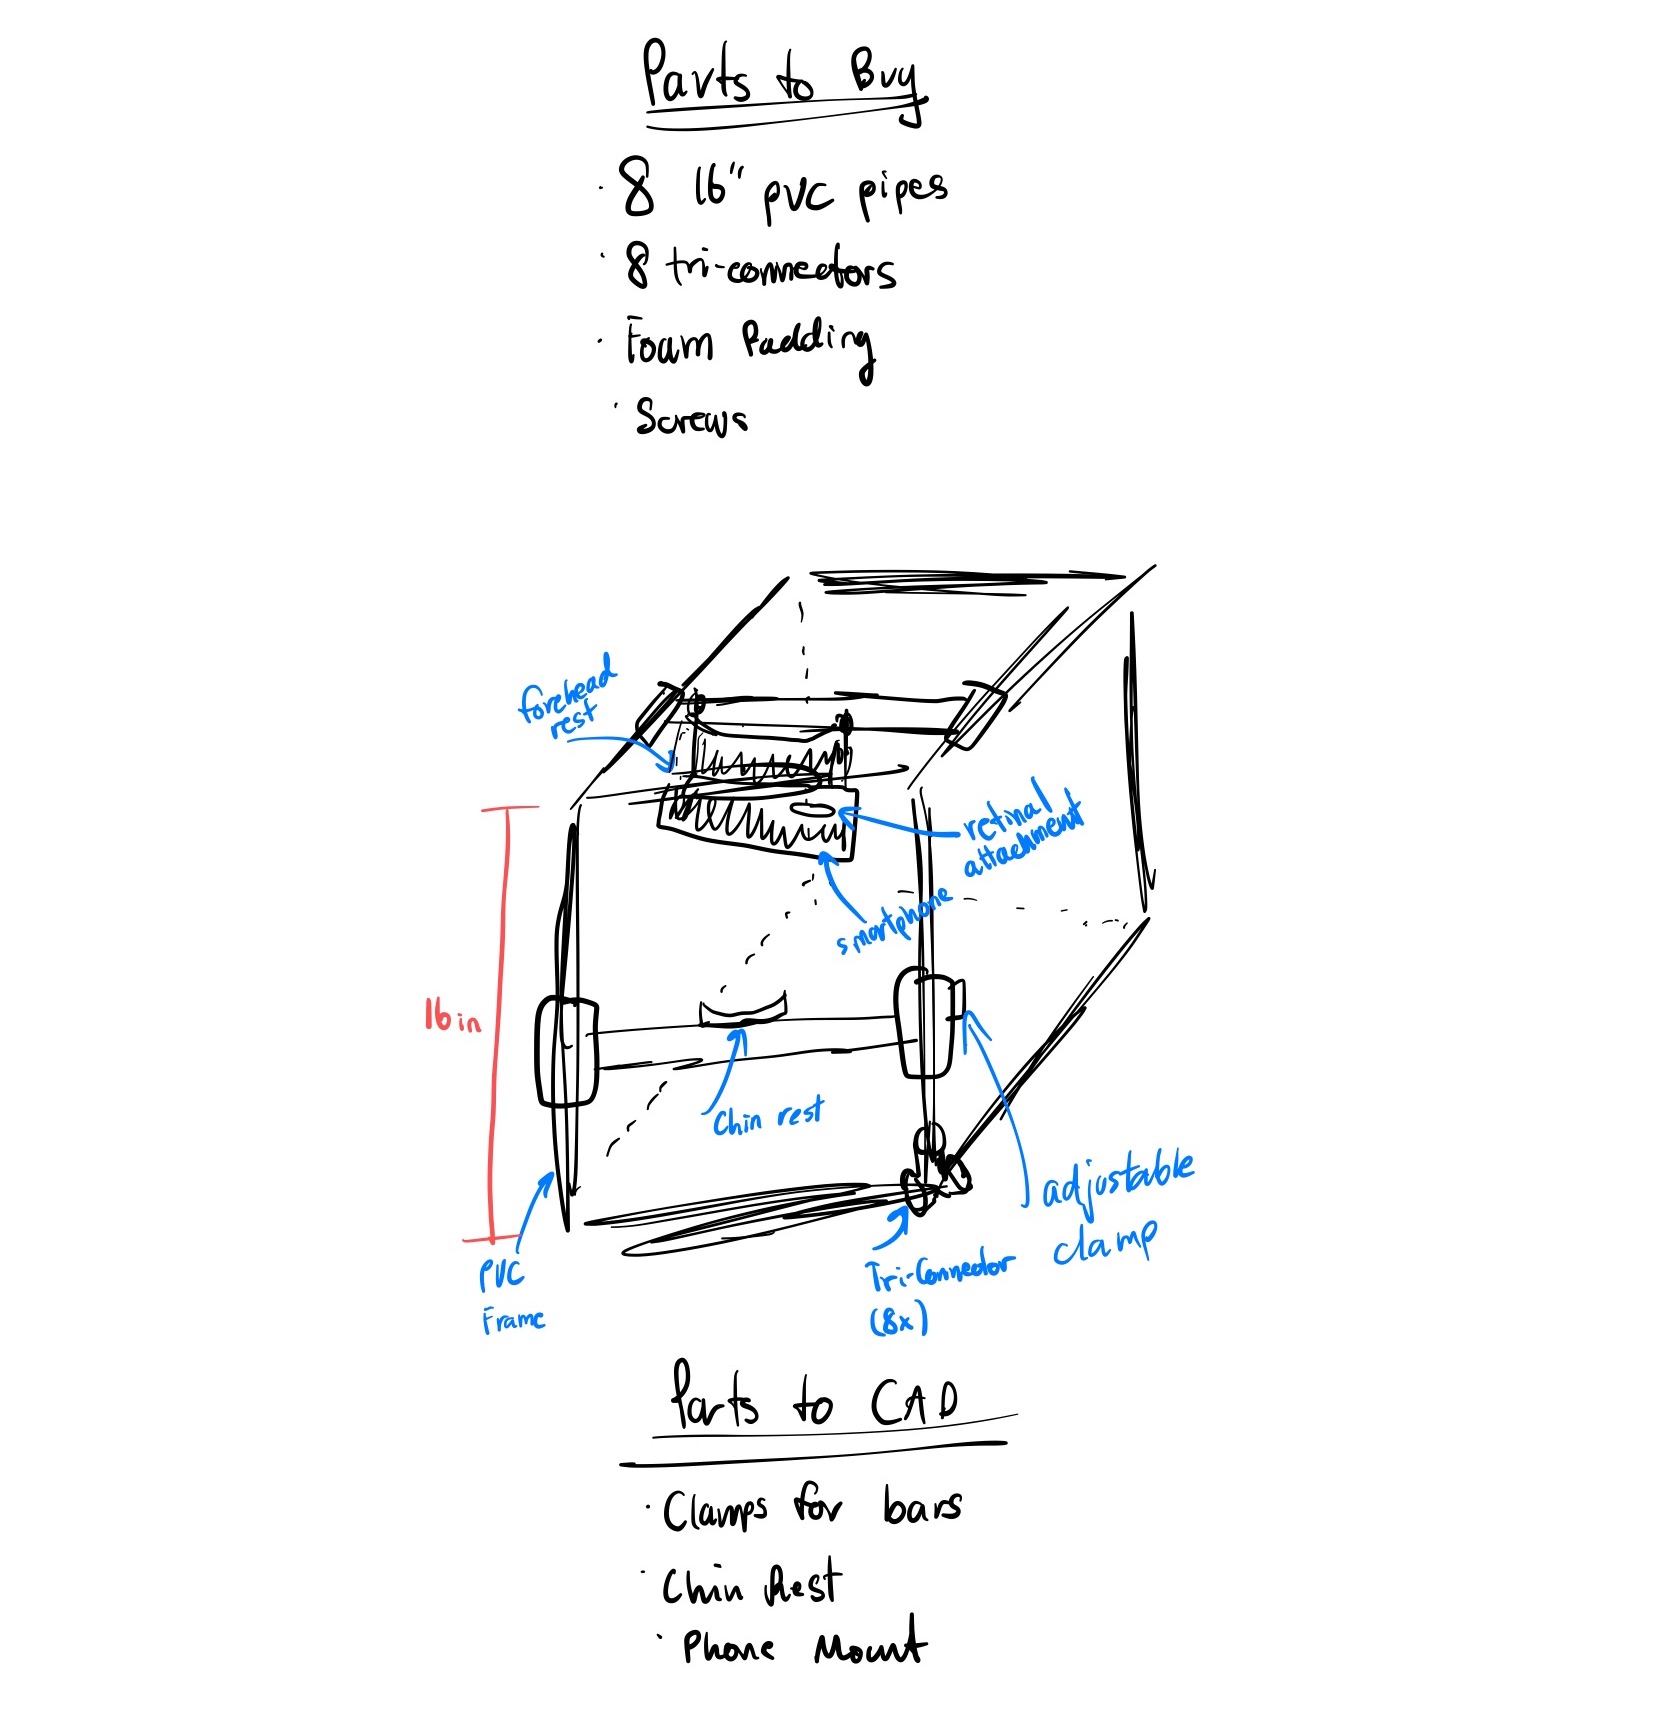 Parts to Buy
· 8 16" pvc pipes
· 8 tri-connectors
· Foam Padding
· Screws
forehead
rest
retinal
attachment
smartphone
16in
Chin rest
adjustable
clamp
PVC
Frame
Tri-Connector
(8x)
Parts to CAD
· Clamps for bars
· Chin Rest
· Phone Mount